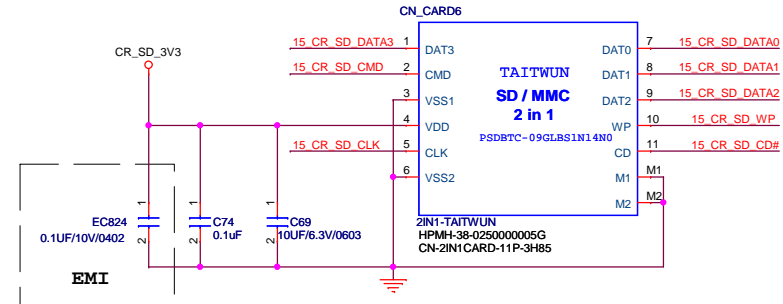 CN_CARD6
CR_SD_3V3
15_CR_SD_DATA3 1 DAT3
15_CR_SD_CMD 2 CMD
3 VSS1
4 VDD
15_CR_SD_CLK 5 CLK
6 VSS2
TAITWUN
SD / MMC
2 in 1
PSDBTC-09GLBS1N14N0
DAT0 7 15_CR_SD_DATA0
DAT1 8 15_CR_SD_DATA1
DAT2 9 15_CR_SD_DATA2
WP 10 15_CR_SD_WP
CD 11 15_CR_SD_CD#
M1 M1
M2 M2
2IN1-TAITWUN
HPMH-38-0250000005G
CN-2IN1CARD-11P-3H85
1
2
EC824
0.1UF/10V/0402
1
2
C74
0.1uF
1
2
C69
10UF/6.3V/0603
EMI